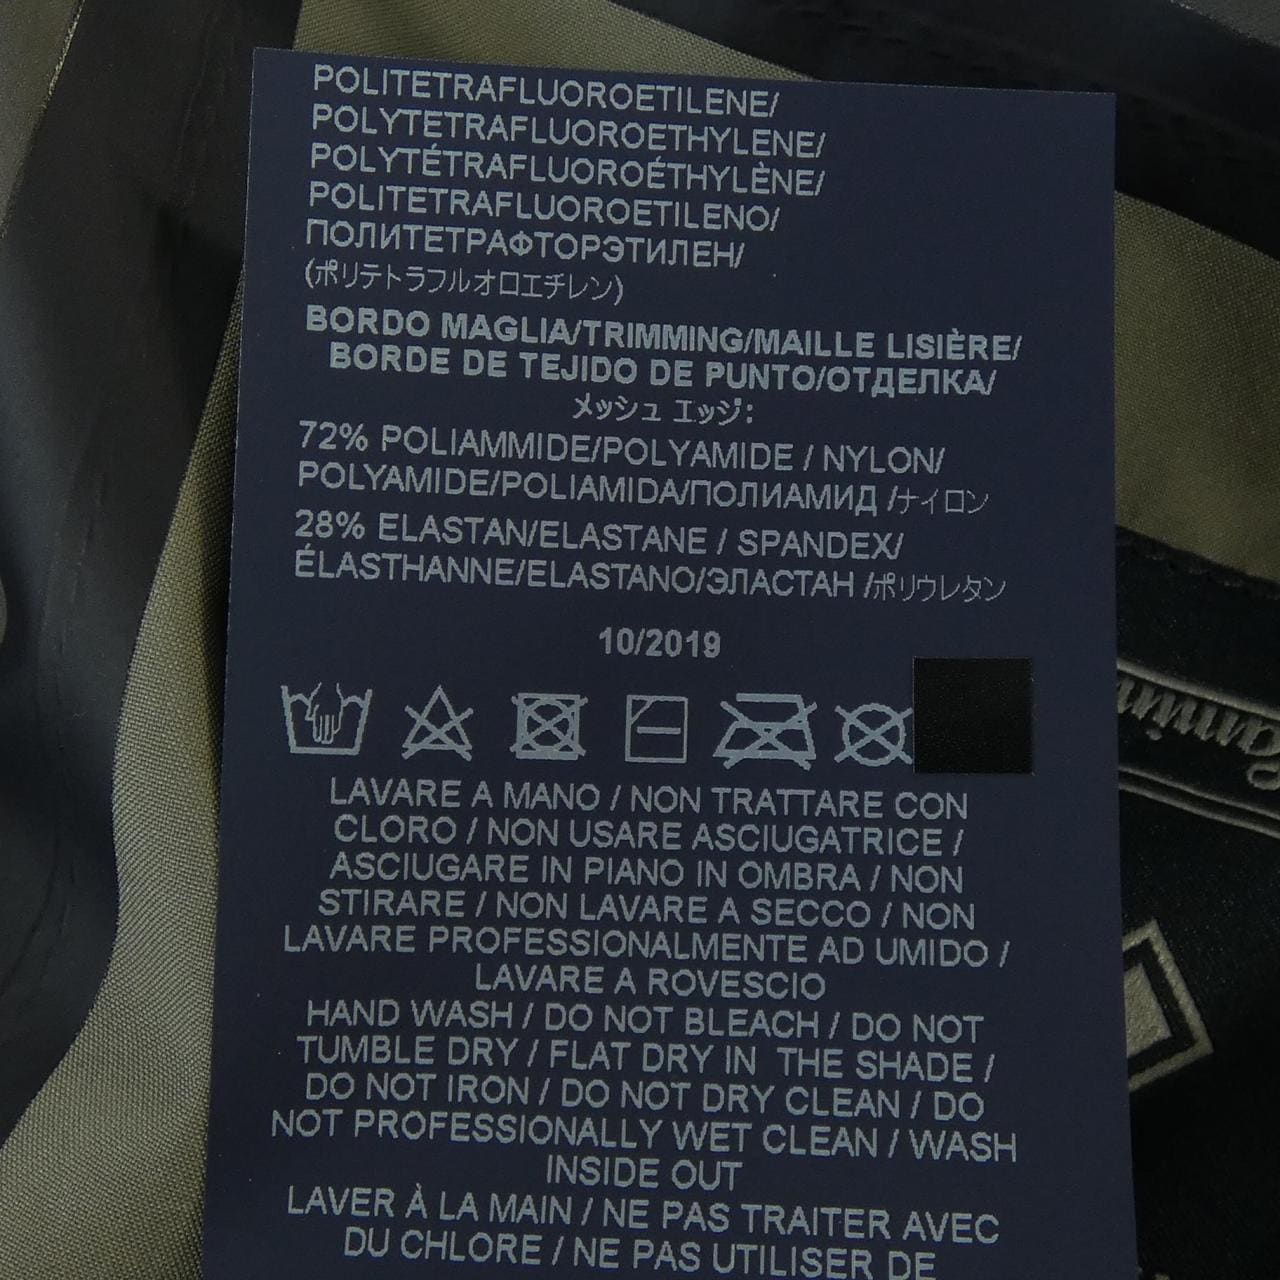 POLITETRAFLUOROETILENE/
POLYTETRAFLUOROETHYLENE/
POLYTÉTRAFLUOROÉTHYLÈNE/
POLITETRAFLUOROETILENO/
ПОЛИТЕТРАФТОРЭТИЛЕН/
(ポリテトラフルオロエチレン)
BORDO MAGLIA/TRIMMING/MAILLE LISIÈRE/
BORDE DE TEJIDO DE PUNTO/ОТДЕЛКА/
メッシュ エッジ:
72% POLIAMMIDE/POLYAMIDE / NYLON/
POLYAMIDE/POLIAMIDA/ПОЛИАМИД /ナイロン
28% ELASTAN/ELASTANE / SPANDEX/
ÉLASTHANNE/ELASTANO/ЭЛАСТАН /ポリウレタン
10/2019
LAVARE A MANO / NON TRATTARE CON
CLORO / NON USARE ASCIUGATRICE /
ASCIUGARE IN PIANO IN OMBRA / NON
STIRARE / NON LAVARE A SECCO / NON
LAVARE PROFESSIONALMENTE AD UMIDO /
LAVARE A ROVESCIO
HAND WASH / DO NOT BLEACH / DO NOT
TUMBLE DRY / FLAT DRY IN THE SHADE /
DO NOT IRON / DO NOT DRY CLEAN / DO
NOT PROFESSIONALLY WET CLEAN / WASH
INSIDE OUT
LAVER À LA MAIN / NE PAS TRAITER AVEC
DU CHLORE / NE PAS UTILISER DE